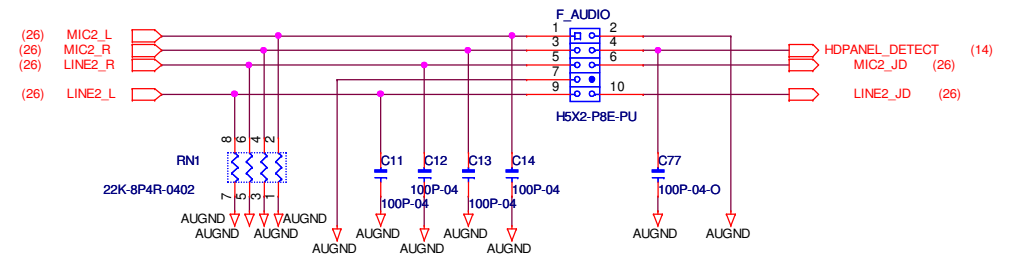 F_AUDIO
(26) MIC2_L 1 2
(26) MIC2_R 3 4 HDPANEL_DETECT (14)
(26) LINE2_R 5 6 MIC2_JD (26)
7
(26) LINE2_L 9 10 LINE2_JD (26)
H5X2-P8E-PU
8 6 4 2
RN1 C11 C12 C13 C14 C77
22K-8P4R-0402 100P-04 100P-04 100P-04-O
100P-04 100P-04
7 5 3 1
AUGND AUGND
AUGND AUGND AUGND AUGND AUGND AUGND
AUGND AUGND AUGND